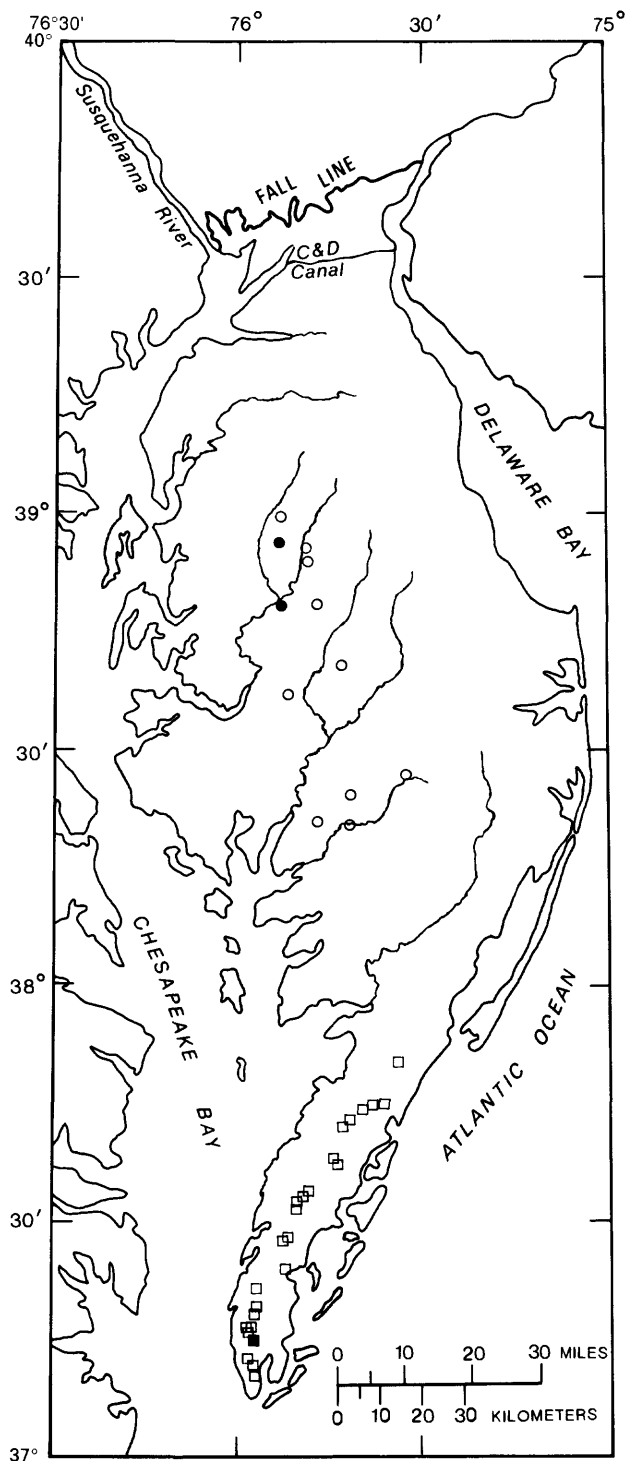 76°30' 76° 30' 75°
40°
Susquehanna River
FALL LINE
C&D
Canal
30'
DELAWARE BAY
39°
30'
CHESAPEAKE BAY
38°
ATLANTIC OCEAN
30'
0 10 20 30 MILES
0 10 20 30 KILOMETERS
37°